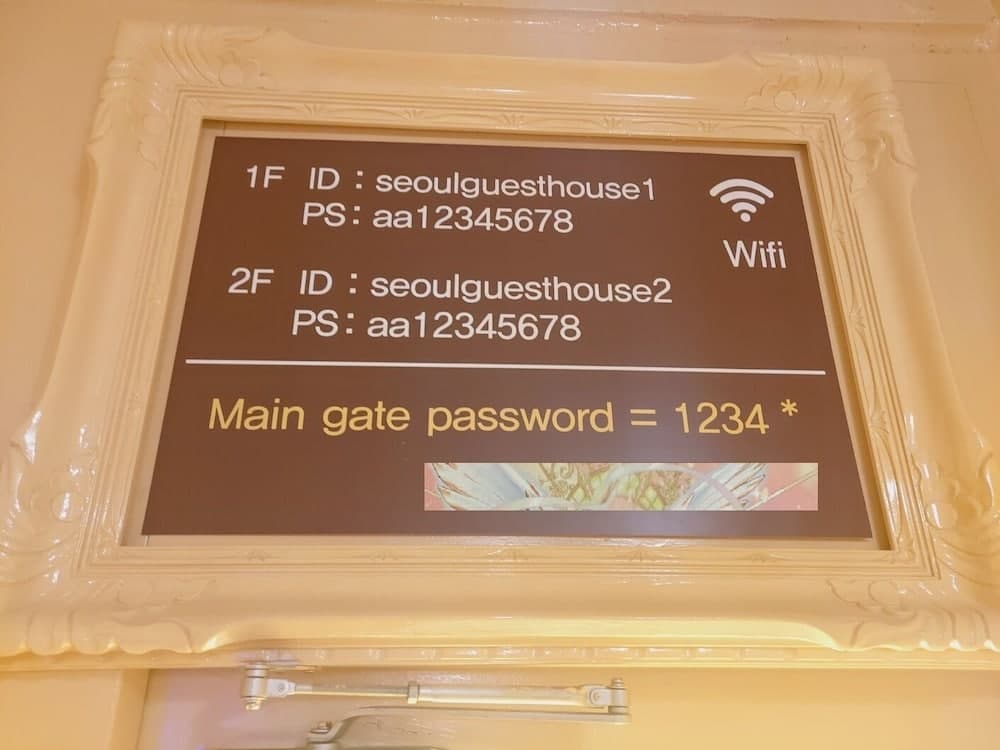 1F ID : seoulguesthouse1
PS: aa12345678
Wifi
2F ID : seoulguesthouse2
PS: aa12345678
Main gate password = 1234 *